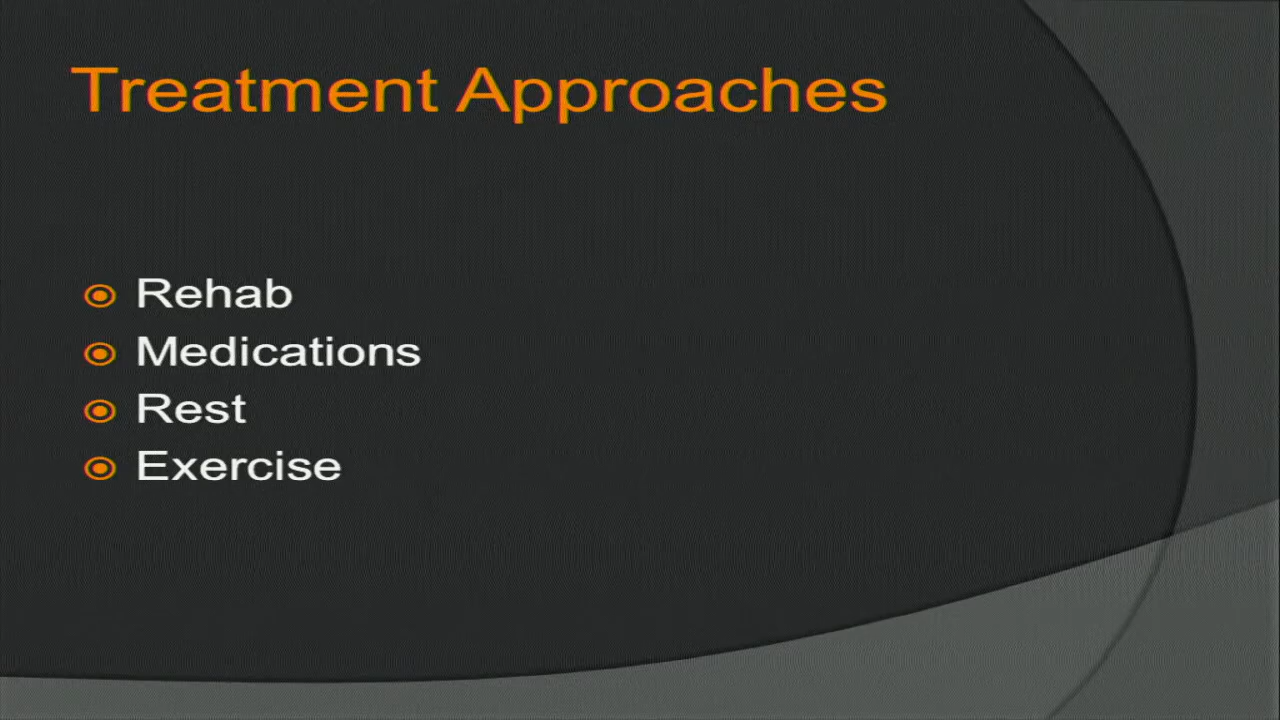 Treatment Approaches
Rehab
Medications
Rest
Exercise